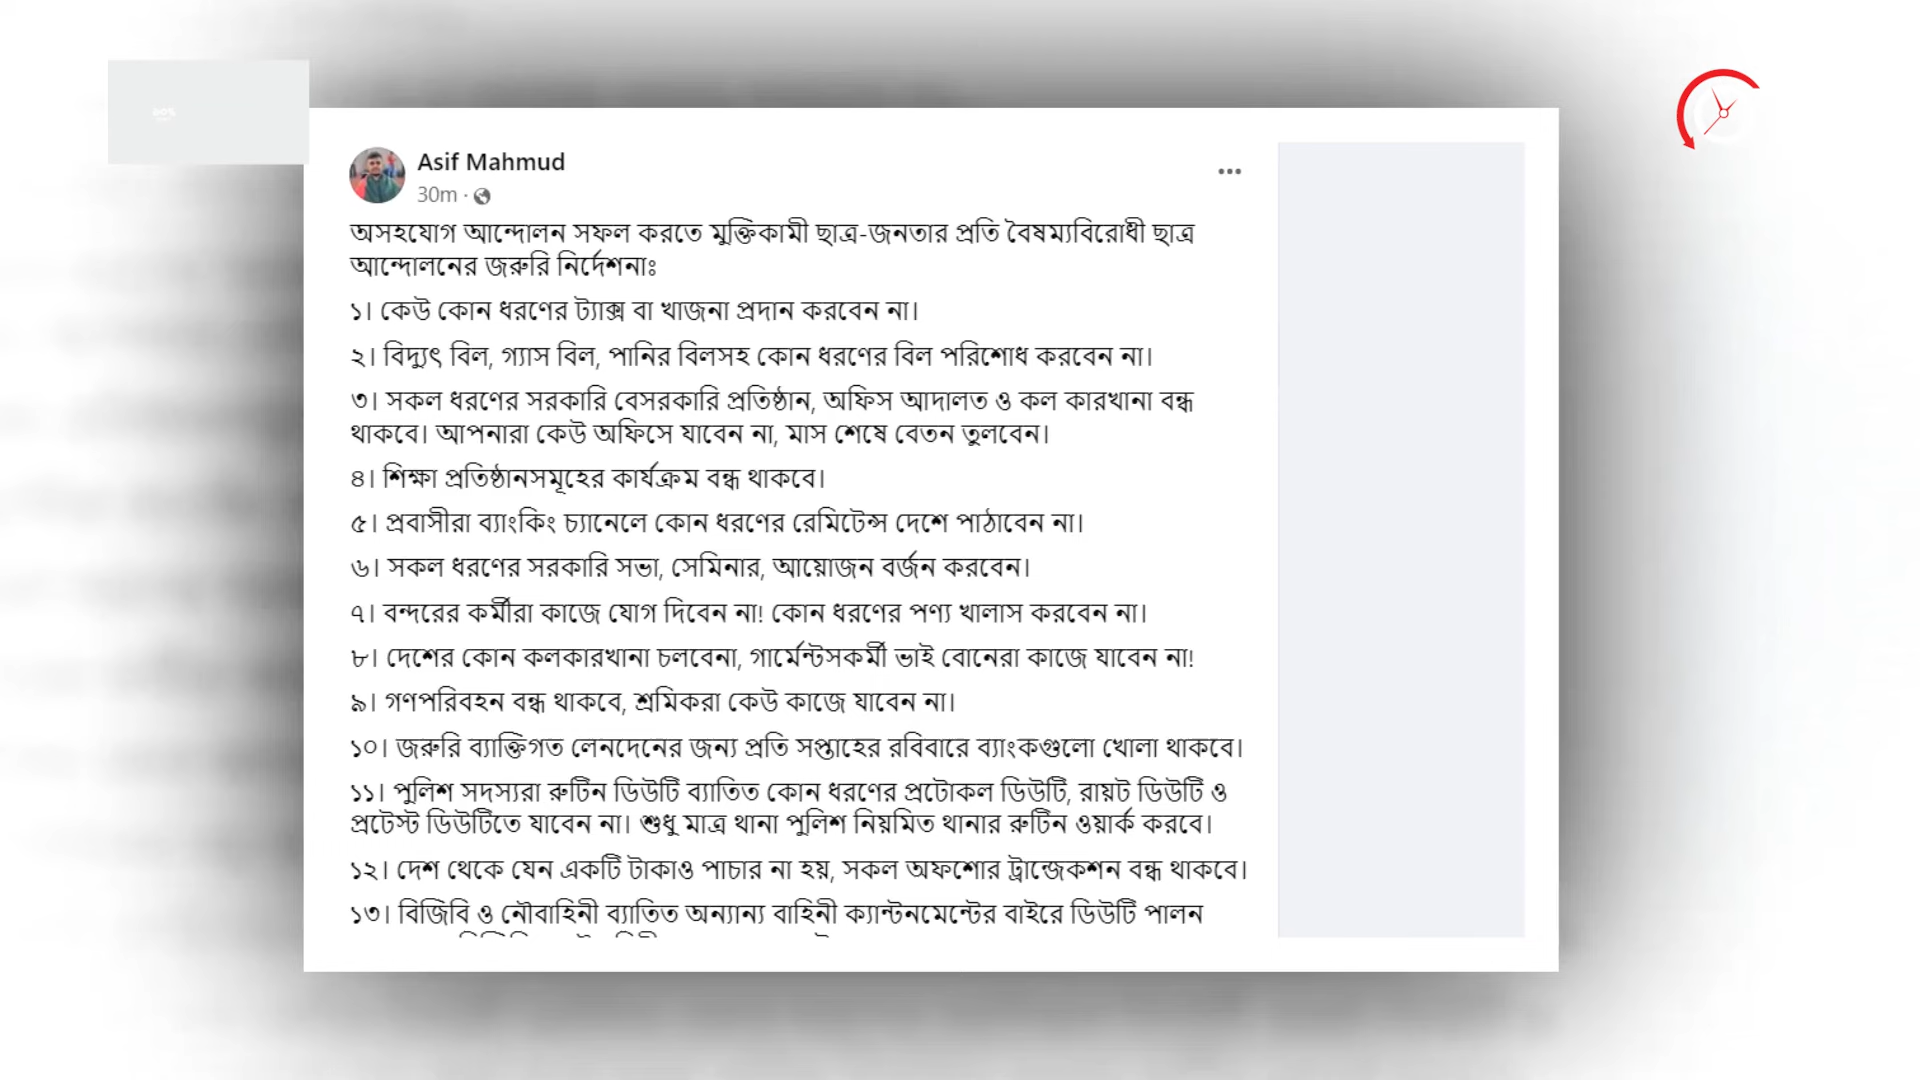 Asif Mahmud
30m ·
অসহযোগ আন্দোলন সফল করতে মুক্তিকামী ছাত্র-জনতার প্রতি বৈষম্যবিরোধী ছাত্র
আন্দোলনের জরুরি নির্দেশনাঃ
১। কেউ কোন ধরণের ট্যাক্স বা খাজনা প্রদান করবেন না।
২। বিদ্যুৎ বিল, গ্যাস বিল, পানির বিলসহ কোন ধরণের বিল পরিশোধ করবেন না।
৩। সকল ধরণের সরকারি বেসরকারি প্রতিষ্ঠান, অফিস আদালত ও কল কারখানা বন্ধ
থাকবে। আপনারা কেউ অফিসে যাবেন না, মাস শেষে বেতন তুলবেন।
৪। শিক্ষা প্রতিষ্ঠানসমূহের কার্যক্রম বন্ধ থাকবে।
৫। প্রবাসীরা ব্যাংকিং চ্যানেলে কোন ধরণের রেমিটেন্স দেশে পাঠাবেন না।
৬। সকল ধরণের সরকারি সভা, সেমিনার, আয়োজন বর্জন করবেন।
৭। বন্দরের কর্মীরা কাজে যোগ দিবেন না! কোন ধরণের পণ্য খালাস করবেন না।
৮। দেশের কোন কলকারখানা চলবেনা, গার্মেন্টসকর্মী ভাই বোনেরা কাজে যাবেন না!
৯। গণপরিবহন বন্ধ থাকবে, শ্রমিকরা কেউ কাজে যাবেন না।
১০। জরুরি ব্যাক্তিগত লেনদেনের জন্য প্রতি সপ্তাহের রবিবারে ব্যাংকগুলো খোলা থাকবে।
১১। পুলিশ সদস্যরা রুটিন ডিউটি ব্যাতিত কোন ধরণের প্রটোকল ডিউটি, রায়ট ডিউটি ও
প্রটেস্ট ডিউটিতে যাবেন না। শুধু মাত্র থানা পুলিশ নিয়মিত থানার রুটিন ওয়ার্ক করবে।
১২। দেশ থেকে যেন একটি টাকাও পাচার না হয়, সকল অফশোর ট্রান্জেকশন বন্ধ থাকবে।
১৩। বিজিবি ও নৌবাহিনী ব্যাতিত অন্যান্য বাহিনী ক্যান্টনমেন্টের বাইরে ডিউটি পালন